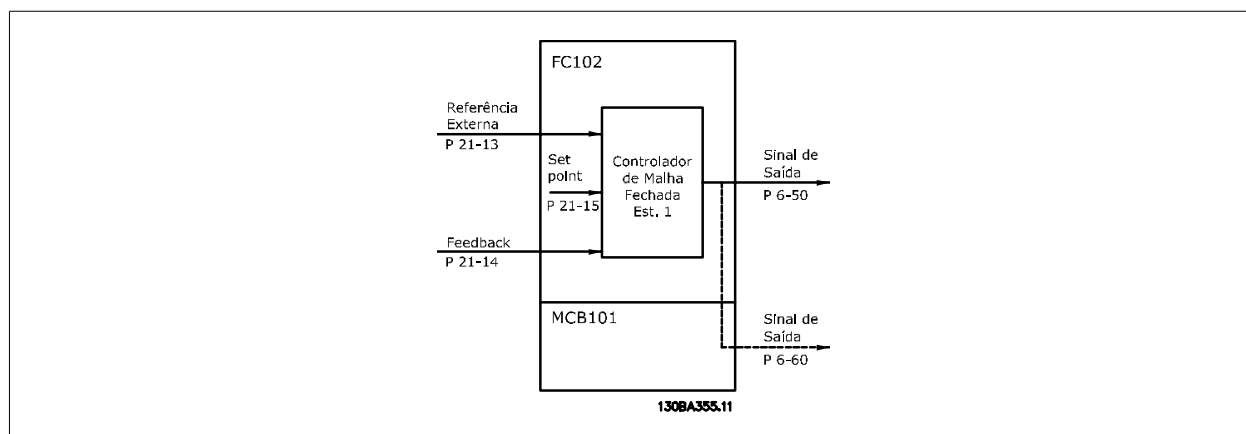 FC102
Referência
Externa
P 21-13
Set
point
P 21-15
Controlador
de Malha
Fechada
Est. 1
Sinal de
Saída
P 6-50
Feedback
P 21-14
MCB101
Sinal de
Saída
P 6-60
130BA355.11